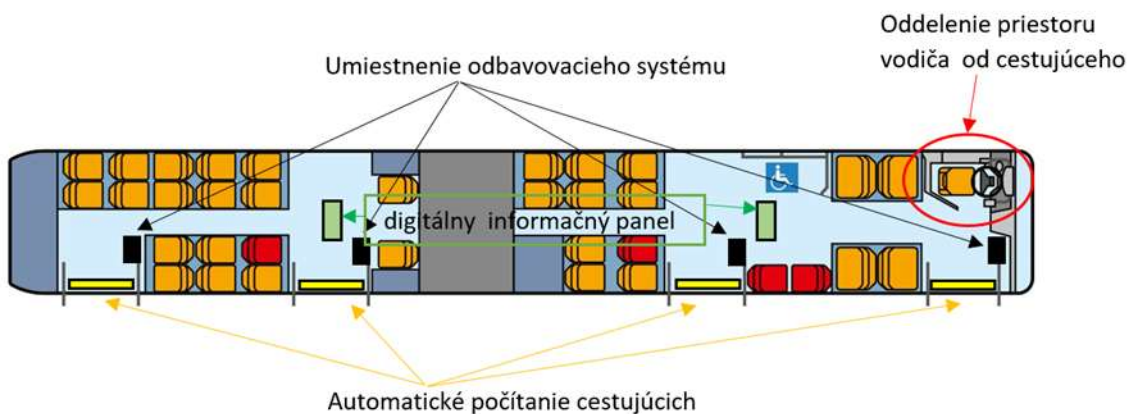 Oddelenie priestoru
vodiča od cestujúceho
Umiestnenie odbavovacieho systému
digitálny informačný panel
Automatické počítanie cestujúcich